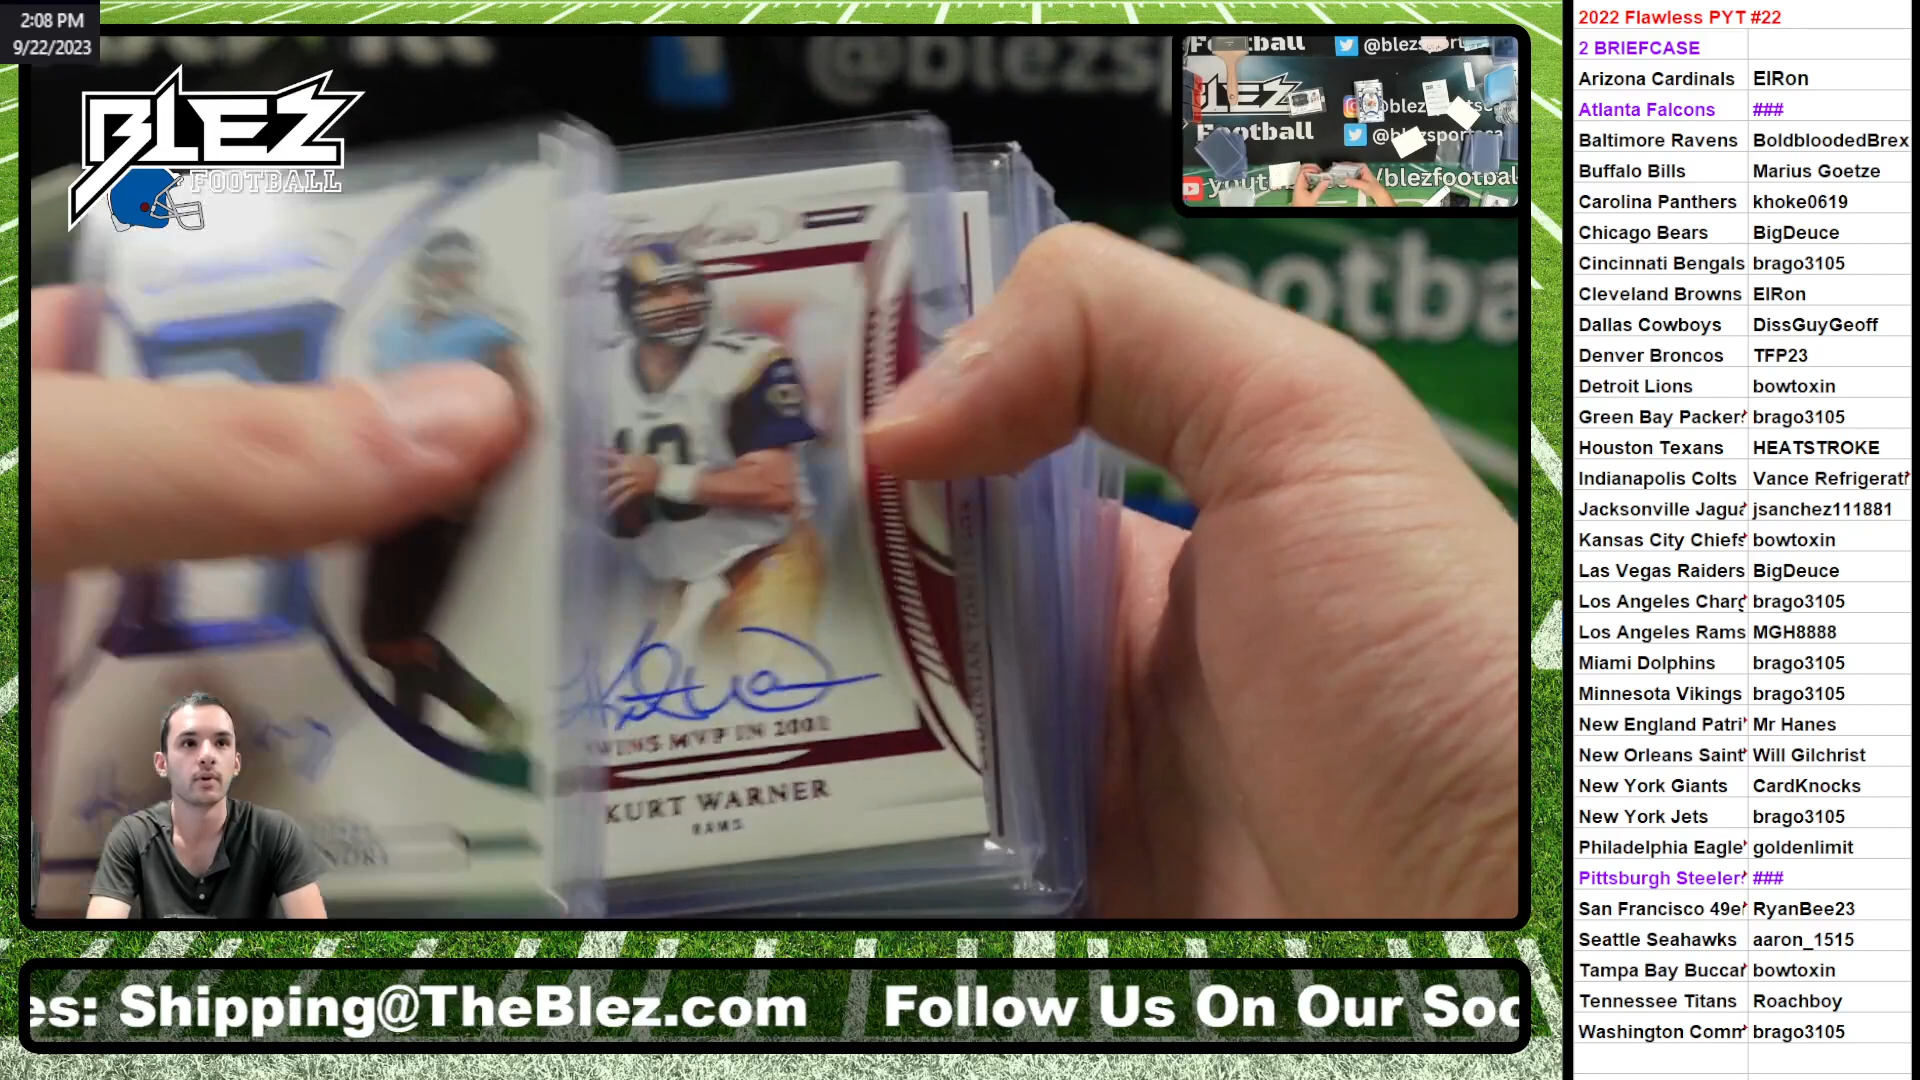 2:08 PM
9/22/2023
BLEZ
FOOTBALL
Football
@blezsp
KURT WARNER
RAMS
WINS MVP IN 2001
es: Shipping@TheBlez.com Follow Us On Our Soc
2022 Flawless PYT #22
2 BRIEFCASE
Arizona Cardinals ElRon
Atlanta Falcons ###
Baltimore Ravens BoldbloodedBrex
Buffalo Bills Marius Goetze
Carolina Panthers khoke0619
Chicago Bears BigDeuce
Cincinnati Bengals brago3105
Cleveland Browns ElRon
Dallas Cowboys DissGuyGeoff
Denver Broncos TFP23
Detroit Lions bowtoxin
Green Bay Packer brago3105
Houston Texans HEATSTROKE
Indianapolis Colts Vance Refrigerat
Jacksonville Jagua jsanchez111881
Kansas City Chiefs bowtoxin
Las Vegas Raiders BigDeuce
Los Angeles Charg brago3105
Los Angeles Rams MGH8888
Miami Dolphins brago3105
Minnesota Vikings brago3105
New England Patri Mr Hanes
New Orleans Saint Will Gilchrist
New York Giants CardKnocks
New York Jets brago3105
Philadelphia Eagle goldenlimit
Pittsburgh Steeler ###
San Francisco 49e RyanBee23
Seattle Seahawks aaron_1515
Tampa Bay Buccar bowtoxin
Tennessee Titans Roachboy
Washington Comm brago3105